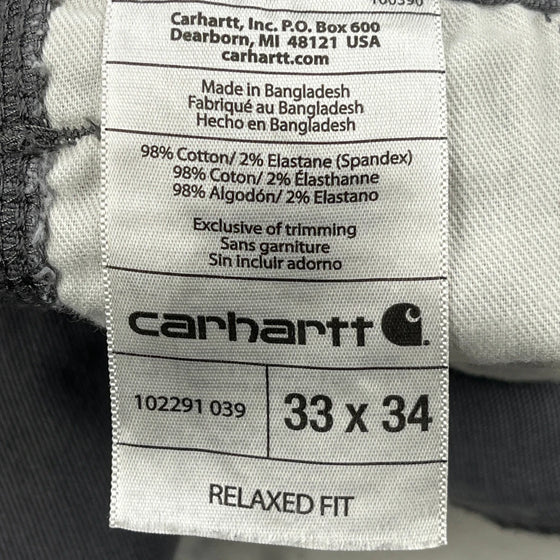 Carhartt, Inc. P.O. Box 600
Dearborn, MI 48121 USA
carhartt.com
Made in Bangladesh
Fabriqué au Bangladesh
Hecho en Bangladesh
98% Cotton/ 2% Elastane (Spandex)
98% Coton/ 2% Élasthanne
98% Algodón/ 2% Elastano
Exclusive of trimming
Sans garniture
Sin incluir adorno
carhartt
102291 039
33 x 34
RELAXED FIT